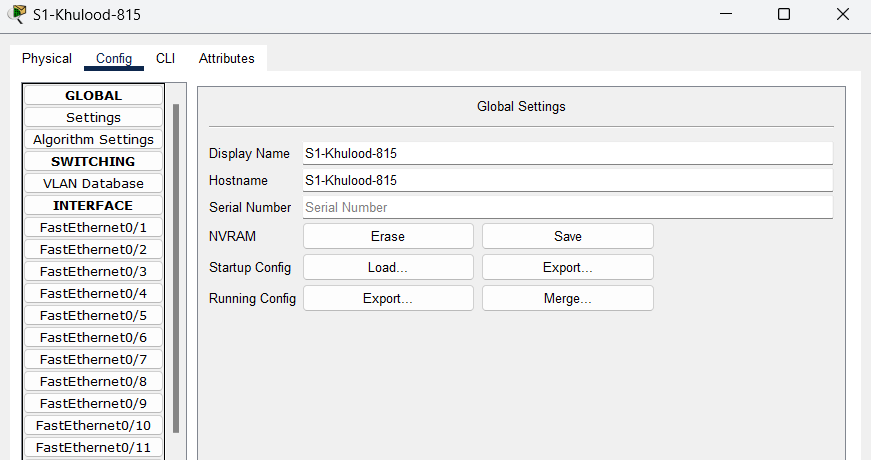 S1-Khulood-815
Physical Config CLI Attributes
GLOBAL
Settings
Algorithm Settings
SWITCHING
VLAN Database
INTERFACE
FastEthernet0/1
FastEthernet0/2
FastEthernet0/3
FastEthernet0/4
FastEthernet0/5
FastEthernet0/6
FastEthernet0/7
FastEthernet0/8
FastEthernet0/9
FastEthernet0/10
FastEthernet0/11
Global Settings
Display Name S1-Khulood-815
Hostname S1-Khulood-815
Serial Number Serial Number
NVRAM Erase Save
Startup Config Load... Export...
Running Config Export... Merge...